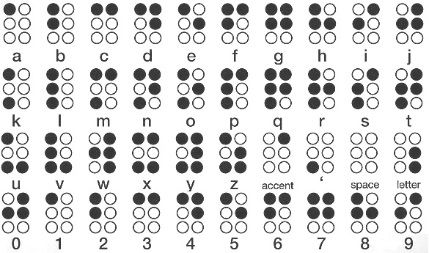 a b c d e f g h i j
k l m n o p q r s t
u v w x y z accent ‘ space letter
0 1 2 3 4 5 6 7 8 9